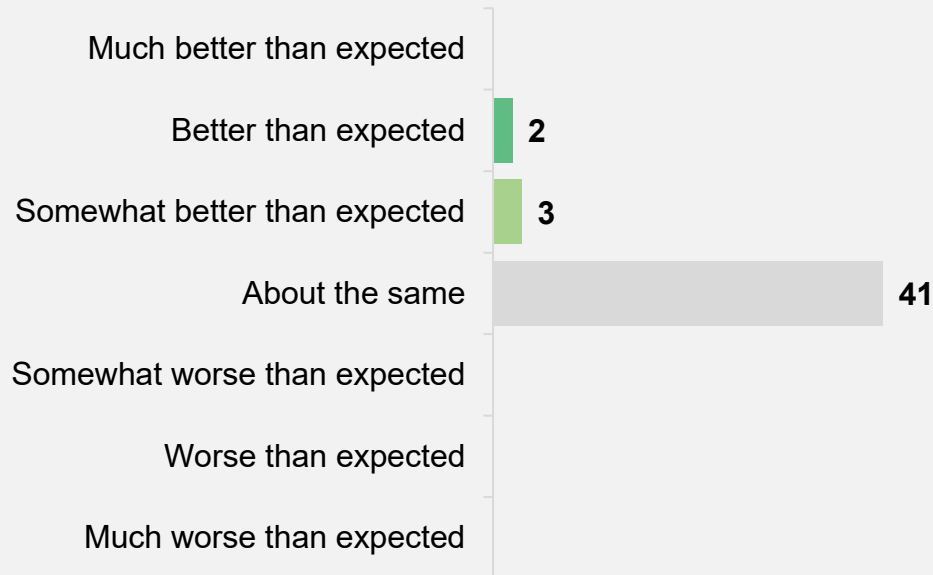 Much better than expected
Better than expected 2
Somewhat better than expected 3
About the same 41
Somewhat worse than expected
Worse than expected
Much worse than expected